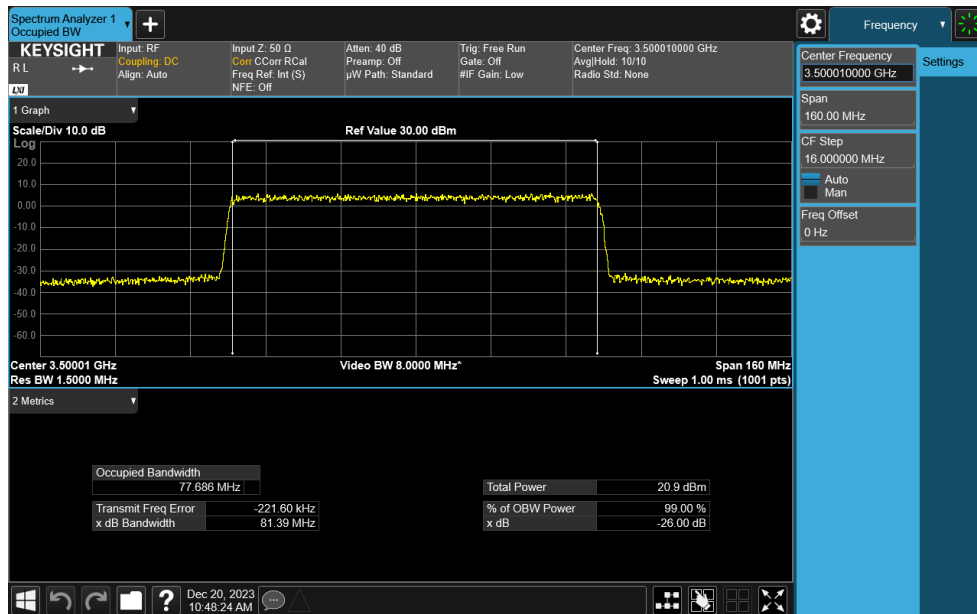 Spectrum Analyzer 1
Occupied BW
Frequency
KEYSIGHT
R L
LXI
Input: RF
Coupling: DC
Align: Auto
Input Z: 50 Ω
Corr CCorr RCal
Freq Ref: Int (S)
NFE: Off
Atten: 40 dB
Preamp: Off
µW Path: Standard
Trig: Free Run
Gate: Off
#IF Gain: Low
Center Freq: 3.500010000 GHz
Avg|Hold: 10/10
Radio Std: None
Center Frequency
3.500010000 GHz
Settings
Span
160.00 MHz
CF Step
16.000000 MHz
Auto
Man
Freq Offset
0 Hz
1 Graph
Scale/Div 10.0 dB
Ref Value 30.00 dBm
Log
20.0
10.0
0.00
-10.0
-20.0
-30.0
-40.0
-50.0
-60.0
Center 3.50001 GHz
Video BW 8.0000 MHz*
Span 160 MHz
Res BW 1.5000 MHz
Sweep 1.00 ms (1001 pts)
2 Metrics
Occupied Bandwidth
77.686 MHz
Total Power 20.9 dBm
Transmit Freq Error -221.60 kHz
% of OBW Power 99.00 %
x dB Bandwidth 81.39 MHz
x dB -26.00 dB
?
Dec 20, 2023
10:48:24 AM